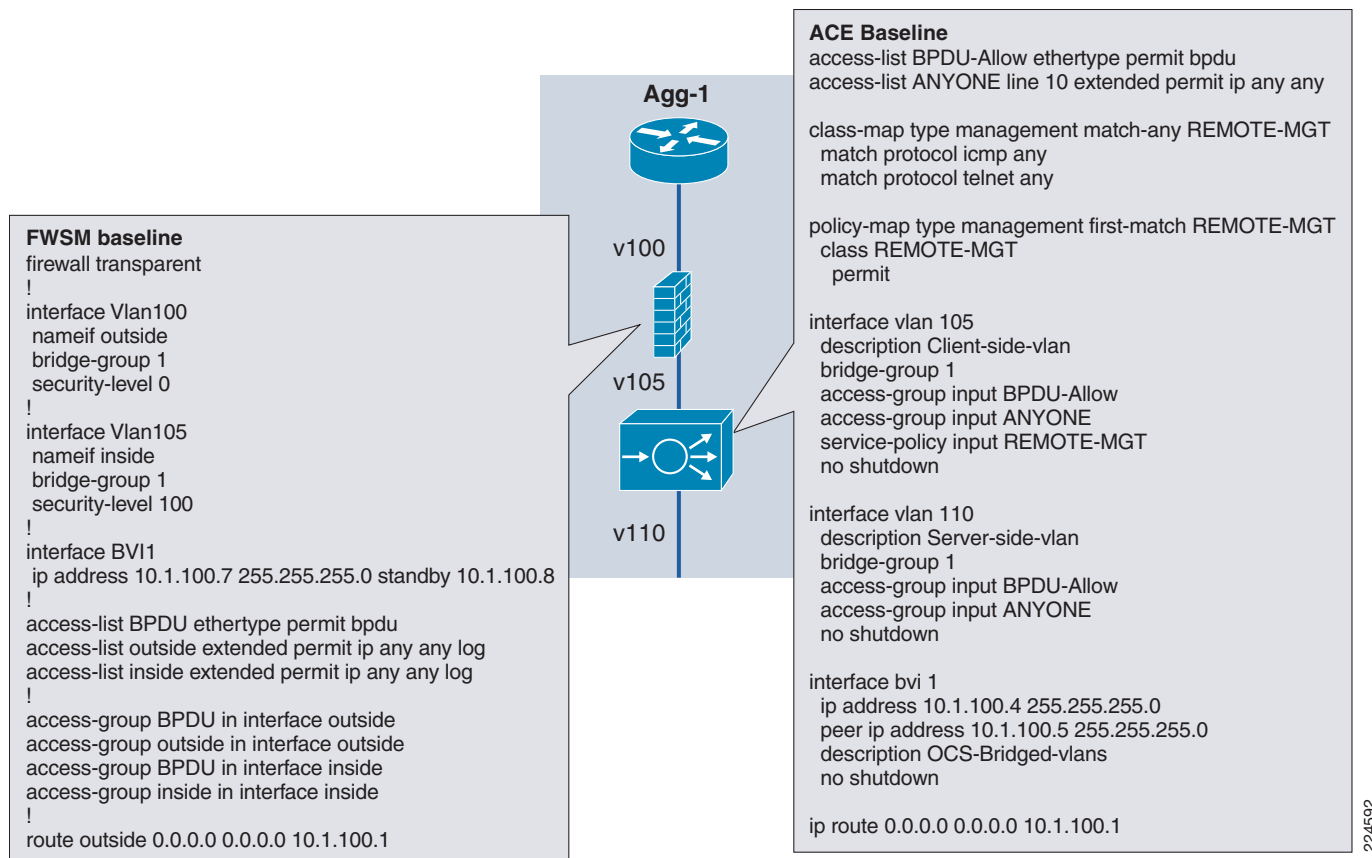 FWSM baseline
firewall transparent
!
interface Vlan100
nameif outside
bridge-group 1
security-level 0
!
interface Vlan105
nameif inside
bridge-group 1
security-level 100
!
interface BVI1
ip address 10.1.100.7 255.255.255.0 standby 10.1.100.8
!
access-list BPDU ethertype permit bpdu
access-list outside extended permit ip any any log
access-list inside extended permit ip any any log
!
access-group BPDU in interface outside
access-group outside in interface outside
access-group BPDU in interface inside
access-group inside in interface inside
!
route outside 0.0.0.0 0.0.0.0 10.1.100.1
Agg-1
v100
v105
v110
ACE Baseline
access-list BPDU-Allow ethertype permit bpdu
access-list ANYONE line 10 extended permit ip any any
class-map type management match-any REMOTE-MGT
match protocol icmp any
match protocol telnet any
policy-map type management first-match REMOTE-MGT
class REMOTE-MGT
permit
interface vlan 105
description Client-side-vlan
bridge-group 1
access-group input BPDU-Allow
access-group input ANYONE
service-policy input REMOTE-MGT
no shutdown
interface vlan 110
description Server-side-vlan
bridge-group 1
access-group input BPDU-Allow
access-group input ANYONE
no shutdown
interface bvi 1
ip address 10.1.100.4 255.255.255.0
peer ip address 10.1.100.5 255.255.255.0
description OCS-Bridged-vlans
no shutdown
ip route 0.0.0.0 0.0.0.0 10.1.100.1
224592